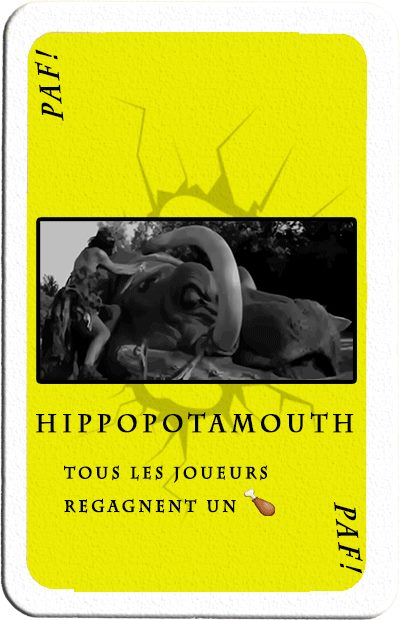 PAF!
HIPPOPOTAMOUTH
TOUS LES JOUEURS
REGAGNENT UN
PAF!